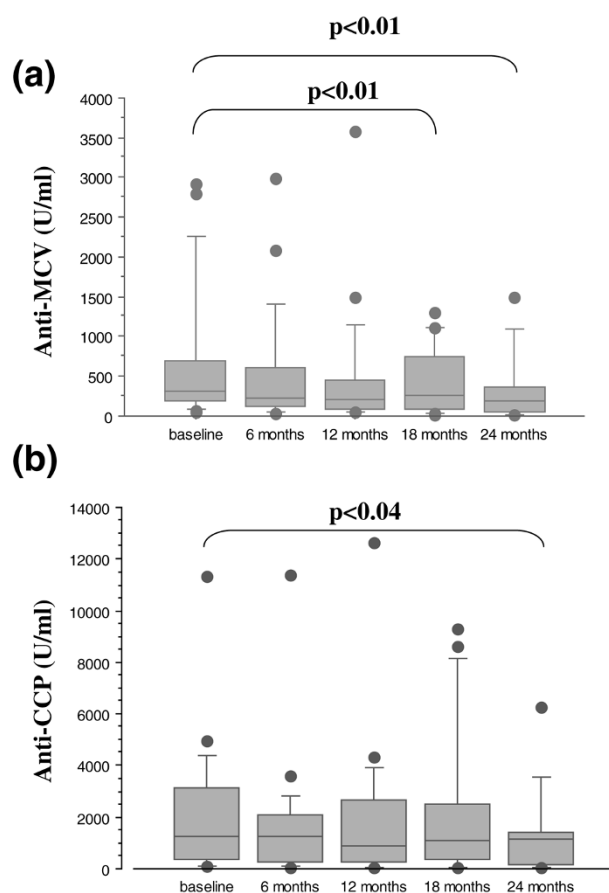 p<0.01
(a)
p<0.01
4000
3500
3000
2500
2000
1500
1000
500
0
Anti-MCV (U/ml)
baseline 6 months 12 months 18 months 24 months
(b)
p<0.04
14000
12000
10000
8000
6000
4000
2000
0
Anti-CCP (U/ml)
baseline 6 months 12 months 18 months 24 months